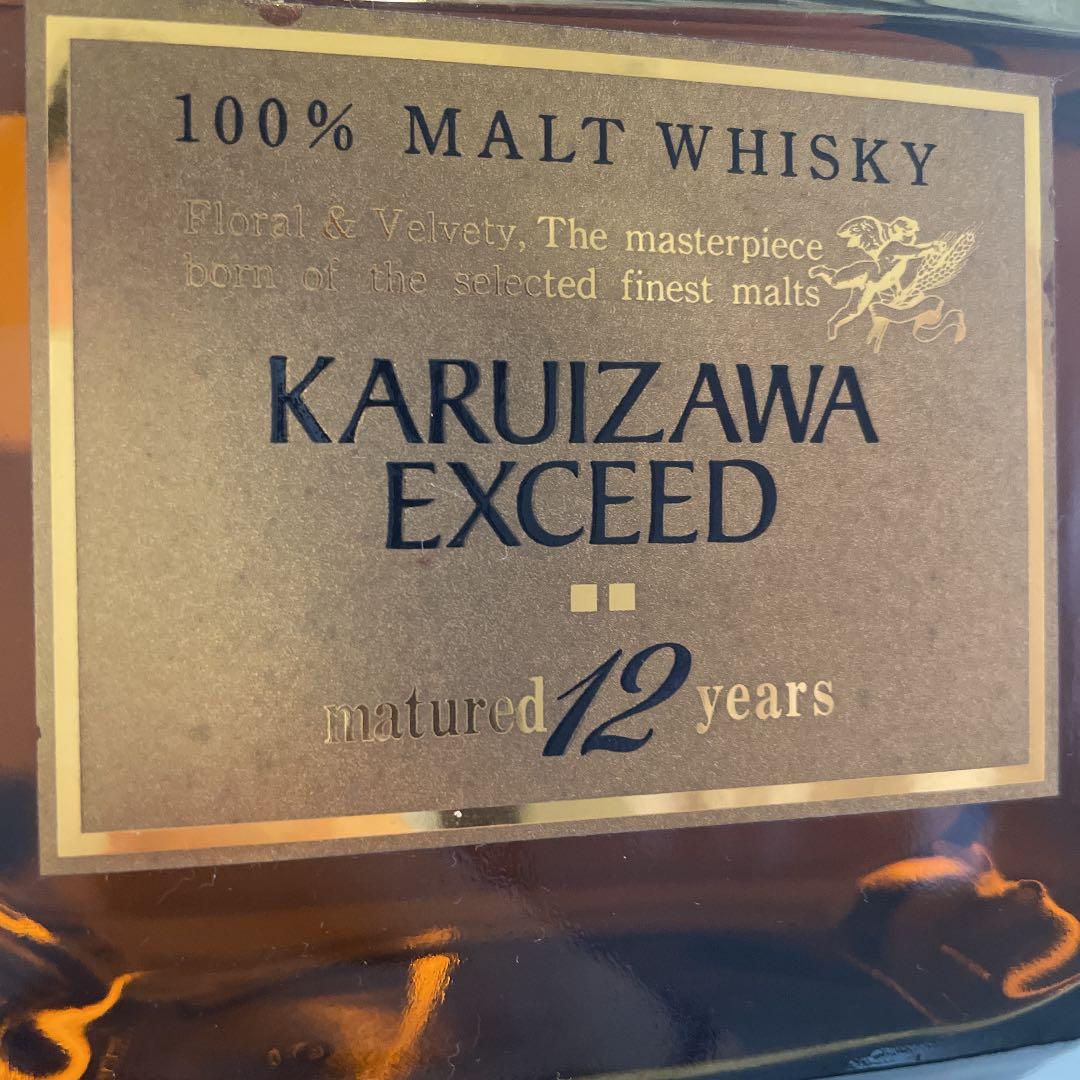 100% MALT WHISKY
Floral & Velvety, The masterpiece
born of the selected finest malts
KARUIZAWA
EXCEED
matured 12 years